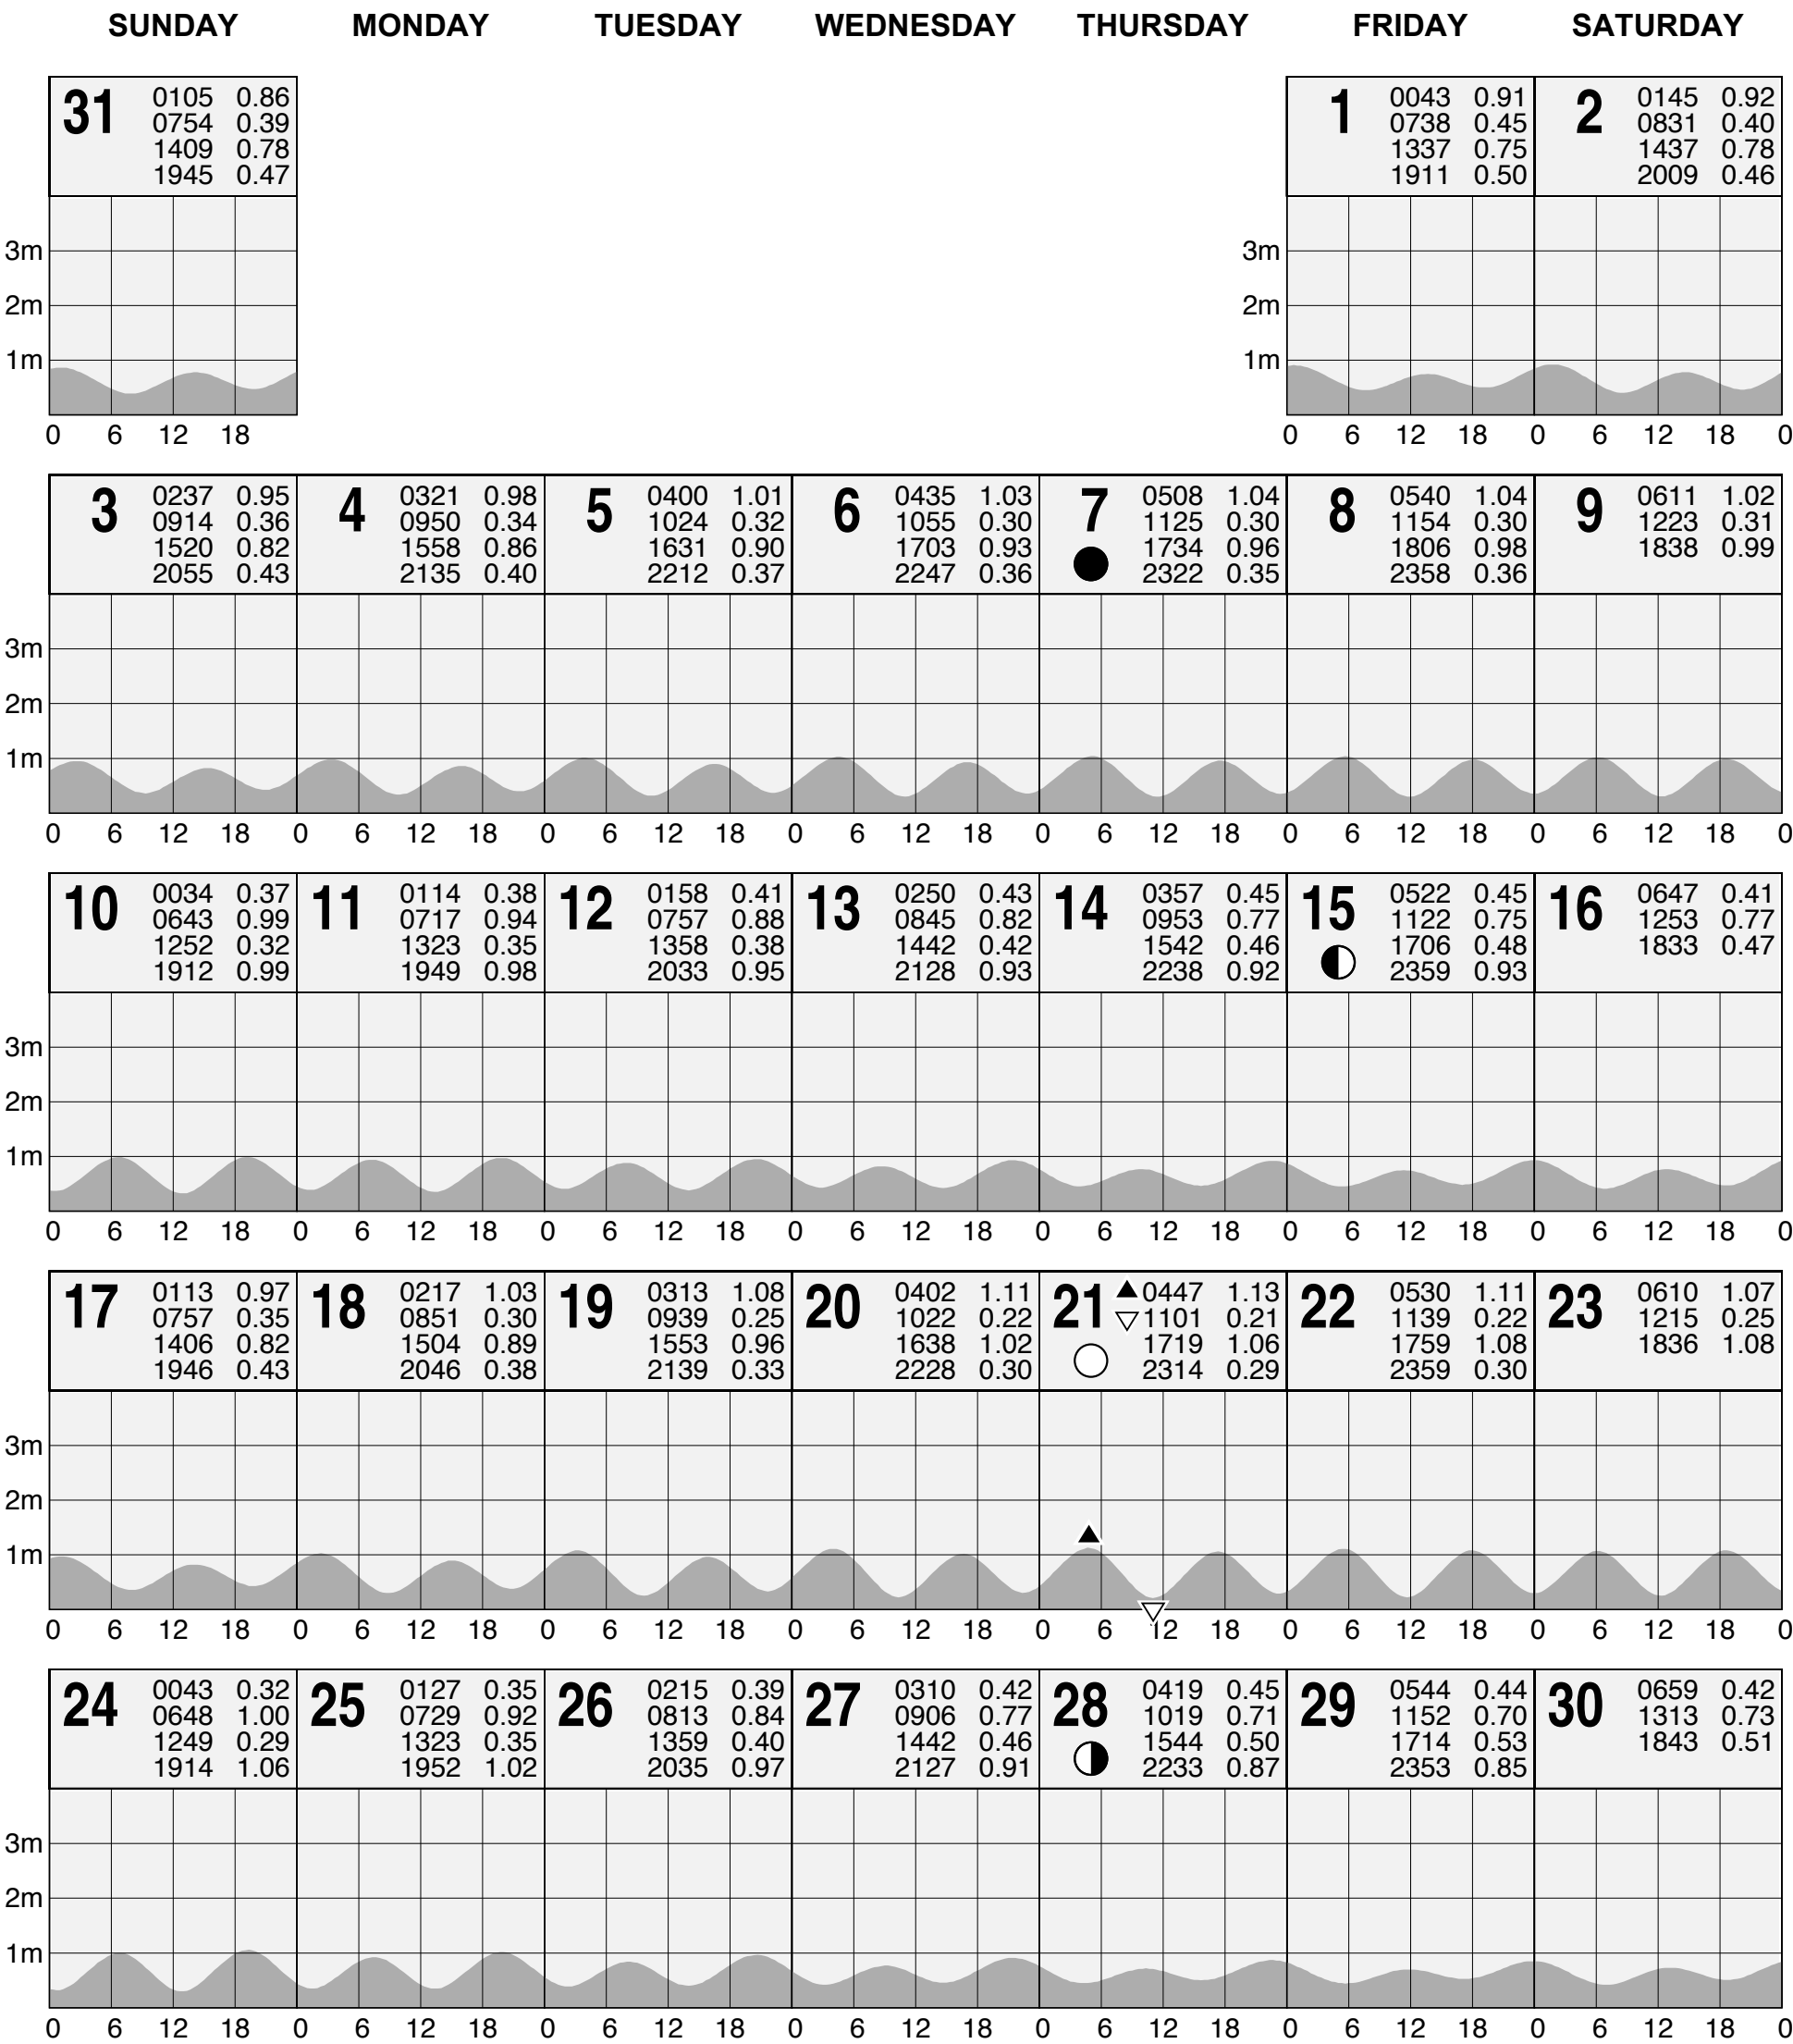 SUNDAY MONDAY TUESDAY WEDNESDAY THURSDAY FRIDAY SATURDAY
31 0105 0.86 1 0043 0.91 2 0145 0.92
0754 0.39 0738 0.45 0831 0.40
1409 0.78 1337 0.75 1437 0.78
1945 0.47 1911 0.50 2009 0.46
3m 3m
2m 2m
1m 1m
0 6 12 18 0 6 12 18 0 6 12 18 0
3 0237 0.95 4 0321 0.98 5 0400 1.01 6 0435 1.03 7 0508 1.04 8 0540 1.04 9 0611 1.02
0914 0.36 0950 0.34 1024 0.32 1055 0.30 1125 0.30 1154 0.30 1223 0.31
1520 0.82 1558 0.86 1631 0.90 1703 0.93 1734 0.96 1806 0.98 1838 0.99
2055 0.43 2135 0.40 2212 0.37 2247 0.36 2322 0.35 2358 0.36
3m
2m
1m
0 6 12 18 0 6 12 18 0 6 12 18 0 6 12 18 0 6 12 18 0 6 12 18 0 6 12 18 0
10 0034 0.37 11 0114 0.38 12 0158 0.41 13 0250 0.43 14 0357 0.45 15 0522 0.45 16 0647 0.41
0643 0.99 0717 0.94 0757 0.88 0845 0.82 0953 0.77 1122 0.75 1253 0.77
1252 0.32 1323 0.35 1358 0.38 1442 0.42 1542 0.46 1706 0.48 1833 0.47
1912 0.99 1949 0.98 2033 0.95 2128 0.93 2238 0.92 2359 0.93
3m
2m
1m
0 6 12 18 0 6 12 18 0 6 12 18 0 6 12 18 0 6 12 18 0 6 12 18 0 6 12 18 0
17 0113 0.97 18 0217 1.03 19 0313 1.08 20 0402 1.11 21 0447 1.13 22 0530 1.11 23 0610 1.07
0757 0.35 0851 0.30 0939 0.25 1022 0.22 1101 0.21 1139 0.22 1215 0.25
1406 0.82 1504 0.89 1553 0.96 1638 1.02 1719 1.06 1759 1.08 1836 1.08
1946 0.43 2046 0.38 2139 0.33 2228 0.30 2314 0.29 2359 0.30
3m
2m
1m
0 6 12 18 0 6 12 18 0 6 12 18 0 6 12 18 0 6 12 18 0 6 12 18 0 6 12 18 0
24 0043 0.32 25 0127 0.35 26 0215 0.39 27 0310 0.42 28 0419 0.45 29 0544 0.44 30 0659 0.42
0648 1.00 0729 0.92 0813 0.84 0906 0.77 1019 0.71 1152 0.70 1313 0.73
1249 0.29 1323 0.35 1359 0.40 1442 0.46 1544 0.50 1714 0.53 1843 0.51
1914 1.06 1952 1.02 2035 0.97 2127 0.91 2233 0.87 2353 0.85
3m
2m
1m
0 6 12 18 0 6 12 18 0 6 12 18 0 6 12 18 0 6 12 18 0 6 12 18 0 6 12 18 0